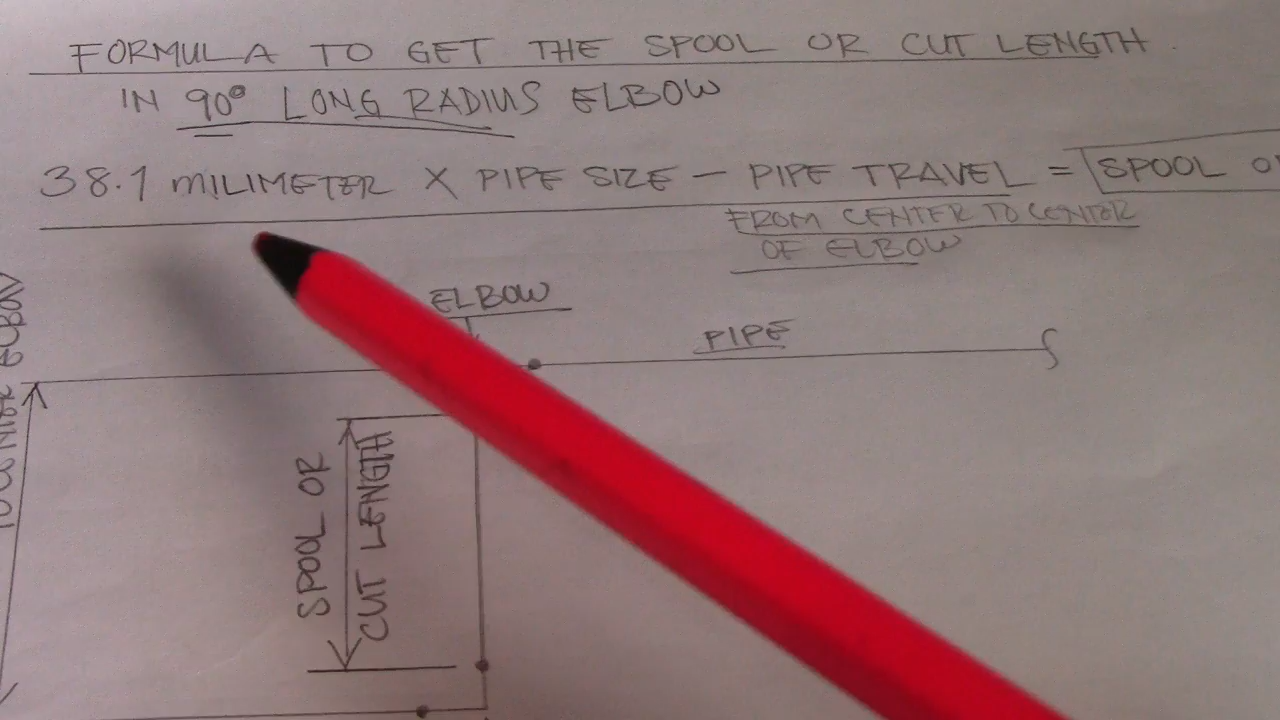 FORMULA TO GET THE SPOOL OR CUT LENGTH
IN 90° LONG RADIUS ELBOW
38.1 MILIMETER X PIPE SIZE - PIPE TRAVEL = SPOOL
FROM CENTER TO CENTER
OF ELBOW
ELBOW
PIPE
SPOOL OR
CUT LENGTH
ELBOW